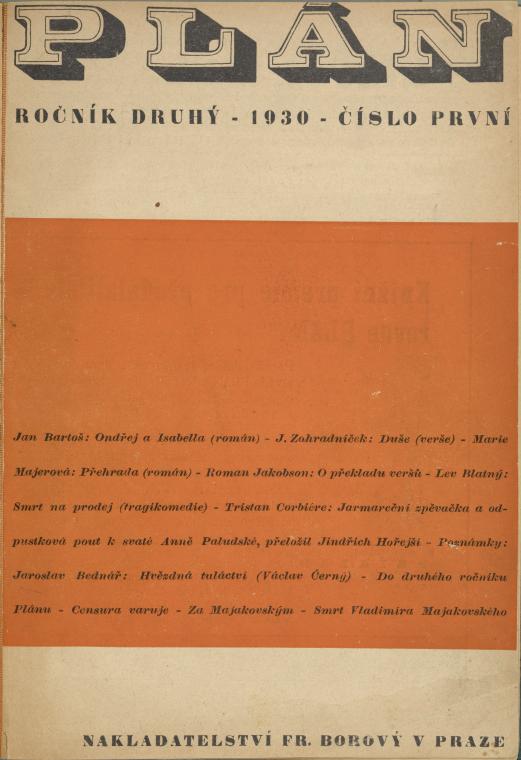 PLÁN
ROČNÍK DRUHÝ - 1930 - ČÍSLO PRVNÍ
Jan Bartoš: Ondřej a Isabella (román) - J. Zahradníček: Duše (verše) - Marie
Majerová: Přehrada (román) - Roman Jakobson: O překladu veršů - Lev Blatný:
Smrt na prodej (tragikomedie) - Tristan Corbière: Jarmareční zpěvačka a od-
pustková pout k svaté Anně Paludské, přeložil Jindřich Hořejší - Poznámky:
Jaroslav Bednář: Hvězdná tuláctví (Václav Černý) - Do druhého ročníku
Plánu - Censura varuje - Za Majakovským - Smrt Vladimíra Majakovského
NAKLADATELSTVÍ FR. BOROVÝ V PRAZE